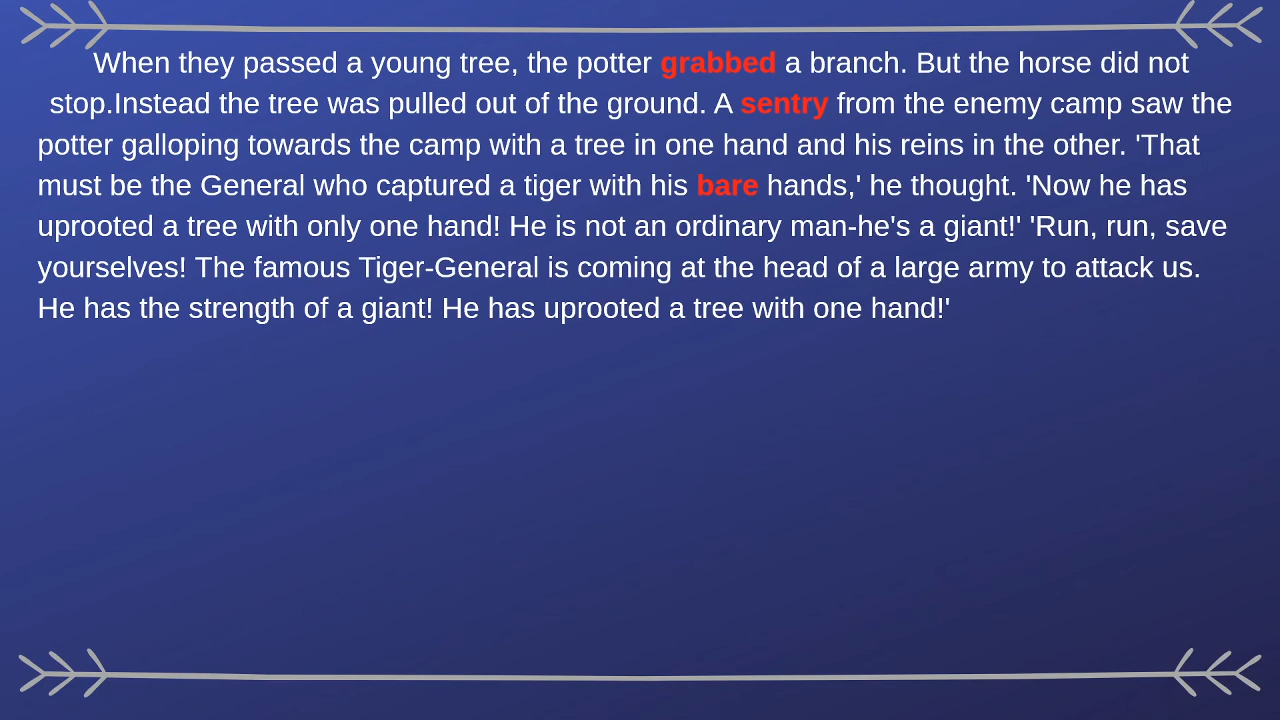 When they passed a young tree, the potter grabbed a branch. But the horse did not
stop.Instead the tree was pulled out of the ground. A sentry from the enemy camp saw the
potter galloping towards the camp with a tree in one hand and his reins in the other. 'That
must be the General who captured a tiger with his bare hands,' he thought. 'Now he has
uprooted a tree with only one hand! He is not an ordinary man-he's a giant!' 'Run, run, save
yourselves! The famous Tiger-General is coming at the head of a large army to attack us.
He has the strength of a giant! He has uprooted a tree with one hand!'